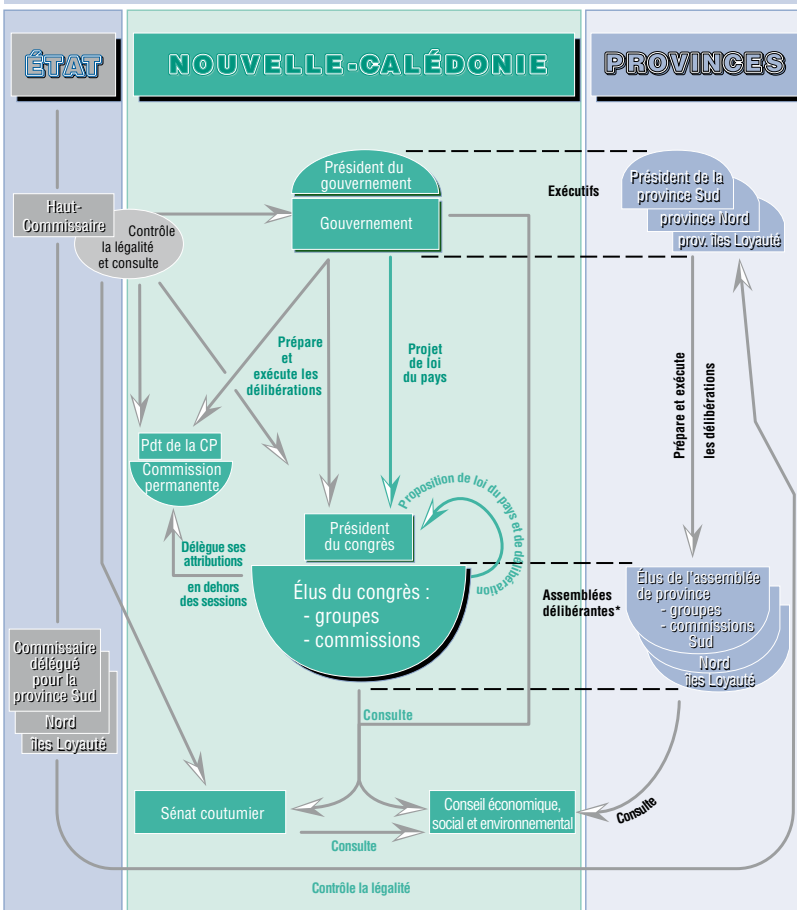 ÉTAT
NOUVELLE-CALÉDONIE
PROVINCES
Président du
gouvernement
Gouvernement
Exécutifs
Président de la
province Sud
province Nord
prov. îles Loyauté
Haut-
Commissaire
Contrôle
la légalité
et consulte
Prépare
et
exécute les
délibérations
Projet
de loi
du pays
Prépare et exécute
les délibérations
Pdt de la CP
Commission
permanente
Proposition de loi du pays et de délibération
Président
du congrès
Délègue ses
attributions
en dehors
des sessions
Élus du congrès :
- groupes
- commissions
Assemblées
délibérantes*
Élus de l'assemblée
de province
- groupes
- commissions
Sud
Nord
îles Loyauté
Commissaire
délégué
pour la
province Sud
Nord
îles Loyauté
Consulte
Sénat coutumier
Conseil économique,
social et environnemental
Consulte
Consulte
Contrôle la légalité